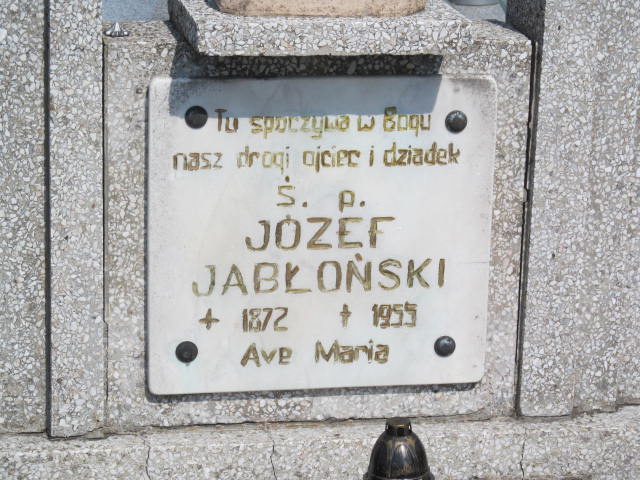 Tu spoczywa w Bogu
nasz drogi ojciec i dziadek
Ś. p.
JÓZEF
JABŁOŃSKI
+ 1872 † 1955
Ave Maria